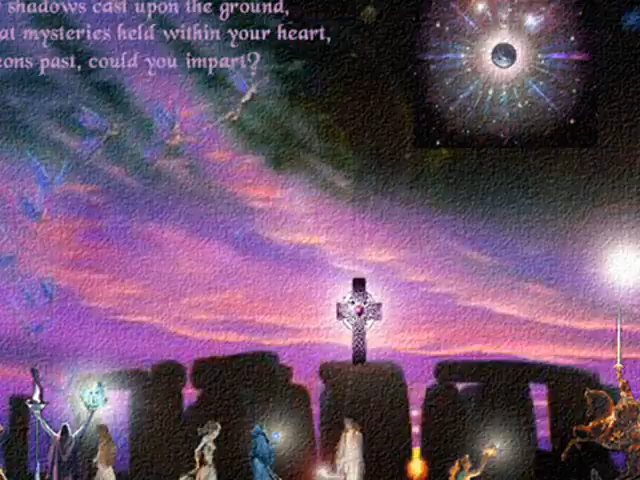 shadows cast upon the ground,
at mysteries held within your heart,
eons past, could you impart?